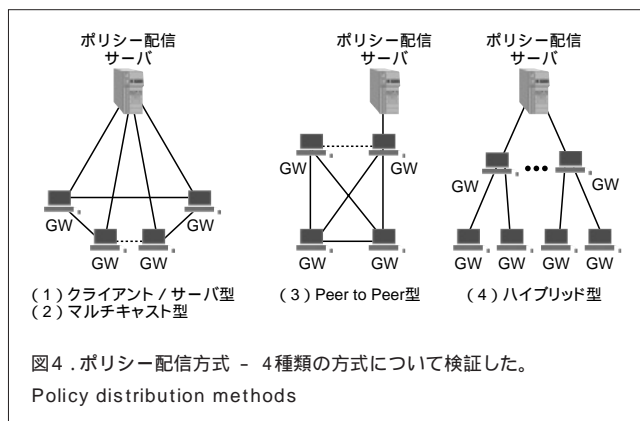 ポリシー配信
サーバ
ポリシー配信
サーバ
ポリシー配信
サーバ
GW
GW
GW
GW
GW
GW
GW
GW
GW
GW
GW
GW
GW
GW
(1)クライアント / サーバ型
(2)マルチキャスト型
(3)Peer to Peer型
(4)ハイブリッド型
図4.ポリシー配信方式 − 4種類の方式について検証した。
Policy distribution methods